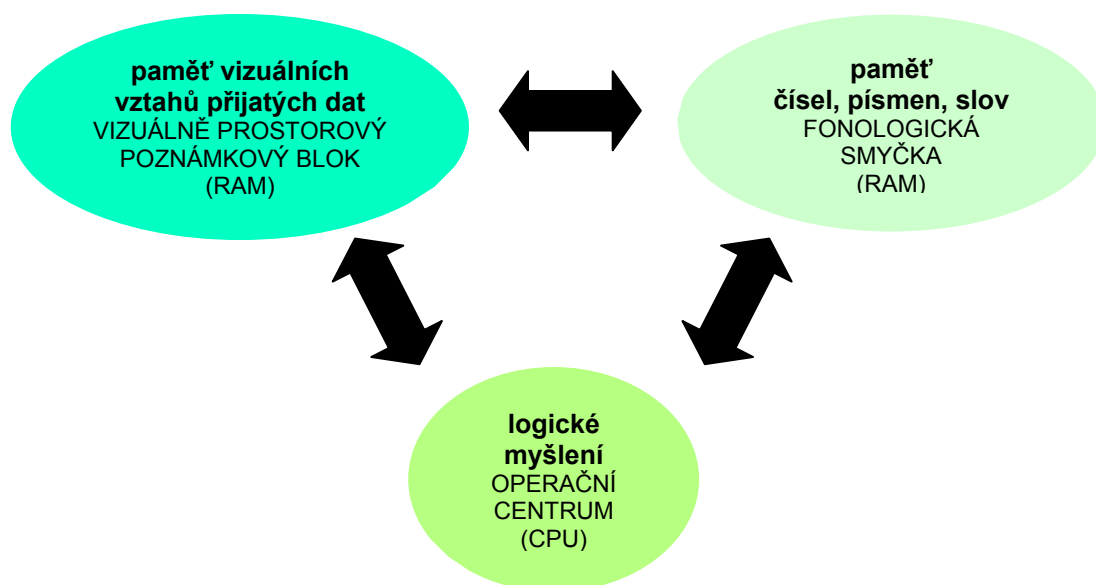 paměť vizuálních
vztahů přijatých dat
VIZUÁLNĚ PROSTOROVÝ
POZNÁMKOVÝ BLOK
(RAM)
paměť
čísel, písmen, slov
FONOLOGICKÁ
SMYČKA
(RAM)
logické
myšlení
OPERAČNÍ
CENTRUM
(CPU)